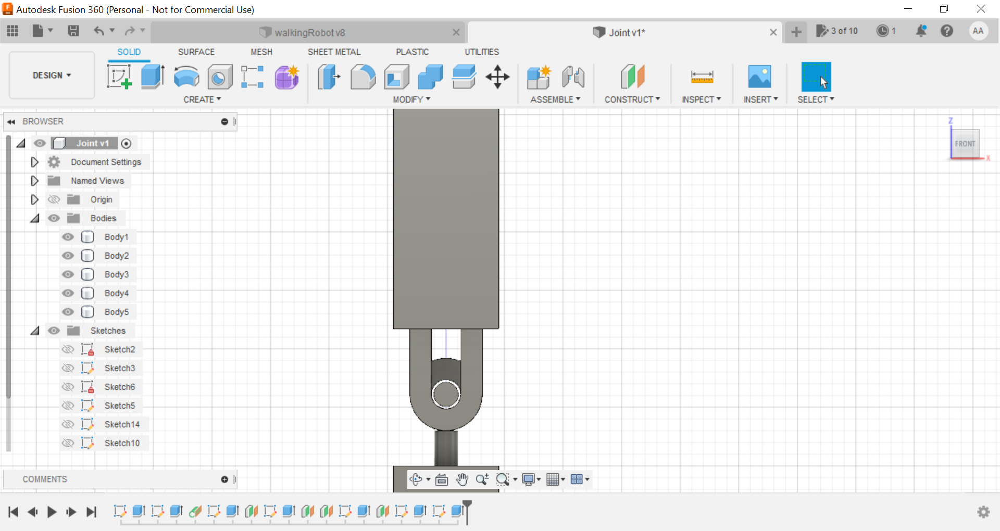 Autodesk Fusion 360 (Personal - Not for Commercial Use)
walkingRobot v8
Joint v1*
3 of 10
1
AA
DESIGN
SOLID
SURFACE
MESH
SHEET METAL
PLASTIC
UTILITIES
CREATE
MODIFY
ASSEMBLE
CONSTRUCT
INSPECT
INSERT
SELECT
BROWSER
Joint v1
Document Settings
Named Views
Origin
Bodies
Body1
Body2
Body3
Body4
Body5
Sketches
Sketch2
Sketch3
Sketch6
Sketch5
Sketch14
Sketch10
Z
FRONT
X
COMMENTS